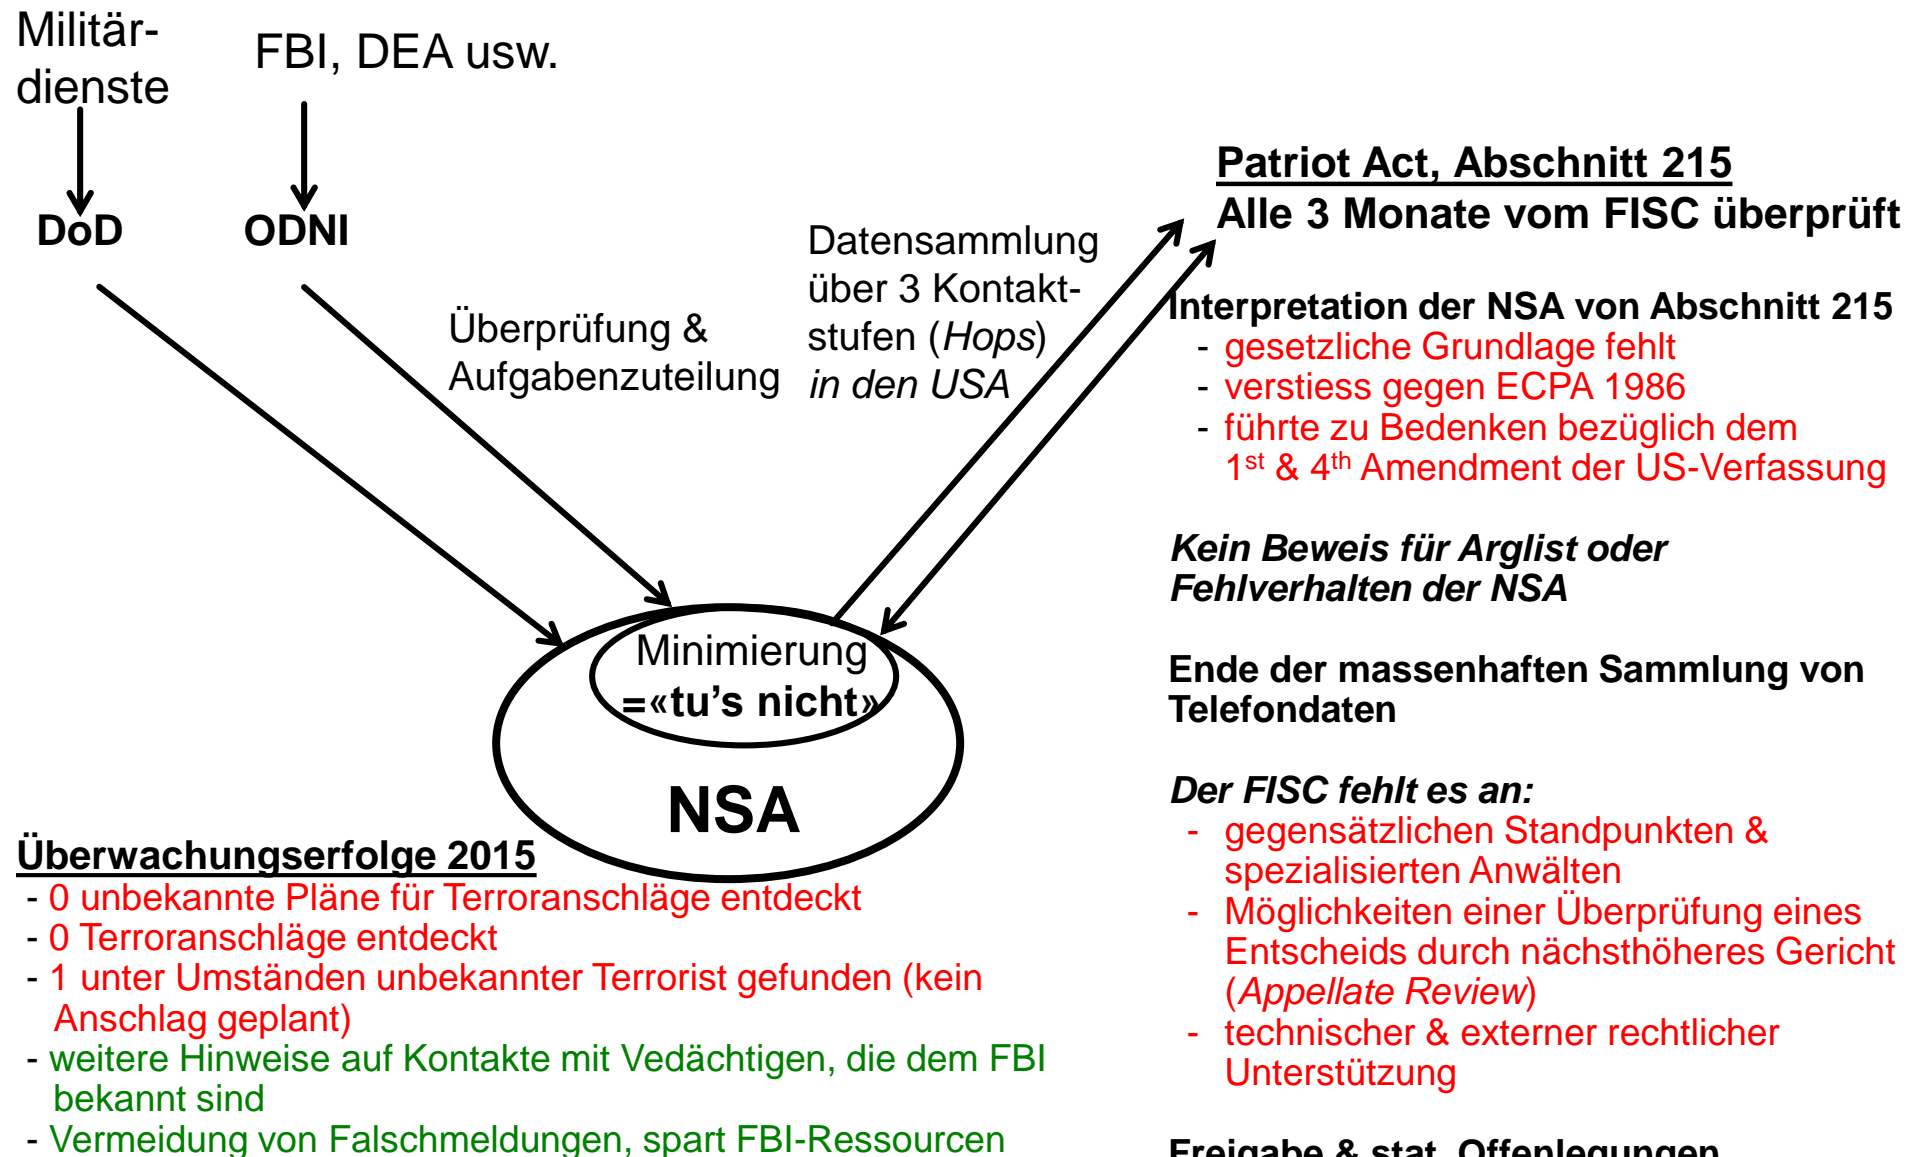 Militär-
dienste
FBI, DEA usw.
DoD
ODNI
Überprüfung &
Aufgabenzuteilung
Datensammlung
über 3 Kontakt-
stufen (Hops)
in den USA
Minimierung
=«tu's nicht»
NSA
Überwachungserfolge 2015
- 0 unbekannte Pläne für Terroranschläge entdeckt
- 0 Terroranschläge entdeckt
- 1 unter Umständen unbekannter Terrorist gefunden (kein
Anschlag geplant)
- weitere Hinweise auf Kontakte mit Vedächtigen, die dem FBI
bekannt sind
- Vermeidung von Falschmeldungen, spart FBI-Ressourcen
Patriot Act, Abschnitt 215
Alle 3 Monate vom FISC überprüft
Interpretation der NSA von Abschnitt 215
- gesetzliche Grundlage fehlt
- verstiess gegen ECPA 1986
- führte zu Bedenken bezüglich dem
1st & 4th Amendment der US-Verfassung
Kein Beweis für Arglist oder
Fehlverhalten der NSA
Ende der massenhaften Sammlung von
Telefondaten
Der FISC fehlt es an:
- gegensätzlichen Standpunkten &
spezialisierten Anwälten
- Möglichkeiten einer Überprüfung eines
Entscheids durch nächsthöheres Gericht
(Appellate Review)
- technischer & externer rechtlicher
Unterstützung
Freigabe & stat. Offenlegungen